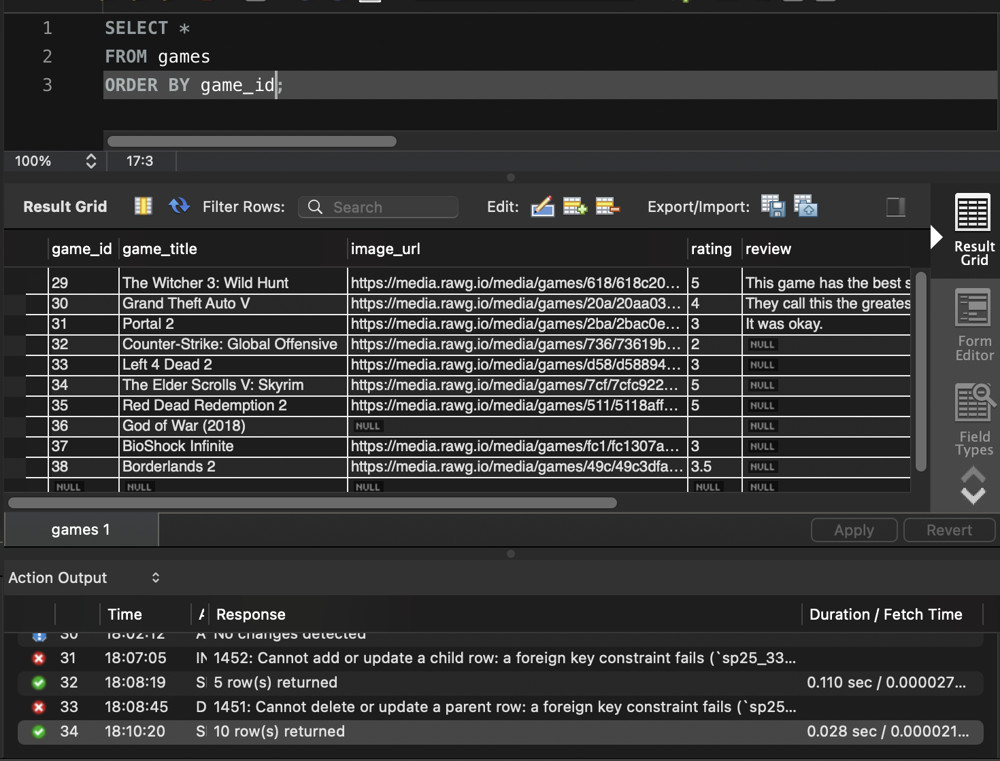 1 SELECT *
2 FROM games
3 ORDER BY game_id;
100% 17:3
Result Grid Filter Rows: Search Edit: Export/Import:
Result Grid
Form Editor
Field Types
game_id game_title image_url rating review
29 The Witcher 3: Wild Hunt https://media.rawg.io/media/games/618/618c20... 5 This game has the best s
30 Grand Theft Auto V https://media.rawg.io/media/games/20a/20aa03... 4 They call this the greates
31 Portal 2 https://media.rawg.io/media/games/2ba/2bac0e... 3 It was okay.
32 Counter-Strike: Global Offensive https://media.rawg.io/media/games/736/73619b... 2 NULL
33 Left 4 Dead 2 https://media.rawg.io/media/games/d58/d58894... 3 NULL
34 The Elder Scrolls V: Skyrim https://media.rawg.io/media/games/7cf/7cfc922... 5 NULL
35 Red Dead Redemption 2 https://media.rawg.io/media/games/511/5118aff... 5 NULL
36 God of War (2018) NULL NULL
37 BioShock Infinite https://media.rawg.io/media/games/fc1/fc1307a... 3 NULL
38 Borderlands 2 https://media.rawg.io/media/games/49c/49c3dfa... 3.5 NULL
NULL NULL NULL NULL NULL
games 1 Apply Revert
Action Output
Time A Response Duration / Fetch Time
30 18:02:12 A No changes detected
31 18:07:05 IN 1452: Cannot add or update a child row: a foreign key constraint fails (`sp25_33...
32 18:08:19 S 5 row(s) returned 0.110 sec / 0.000027...
33 18:08:45 D 1451: Cannot delete or update a parent row: a foreign key constraint fails (`sp25...
34 18:10:20 S 10 row(s) returned 0.028 sec / 0.000021...